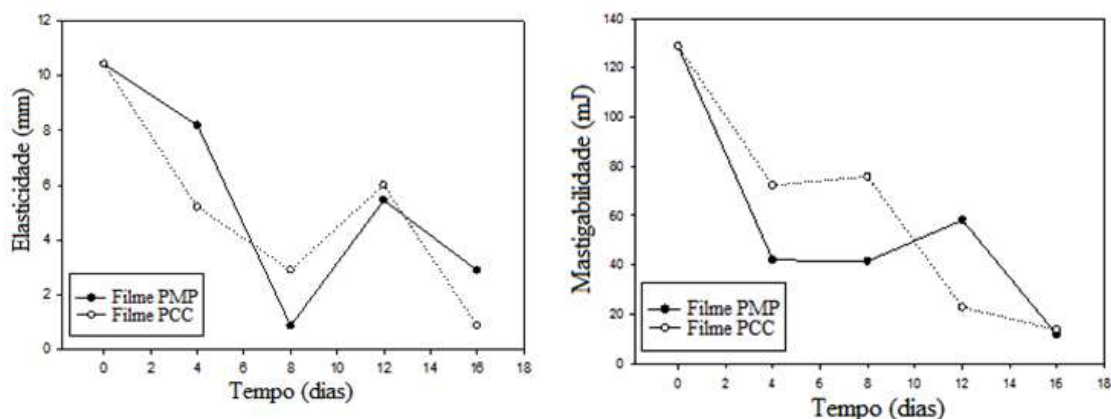 12
10
8
6
4
2
0
Elasticidade (mm)
Filme PMP
Filme PCC
0 2 4 6 8 10 12 14 16 18
Tempo (dias)
140
120
100
80
60
40
20
0
Mastigabilidade (mJ)
Filme PMP
Filme PCC
0 2 4 6 8 10 12 14 16 18
Tempo (dias)